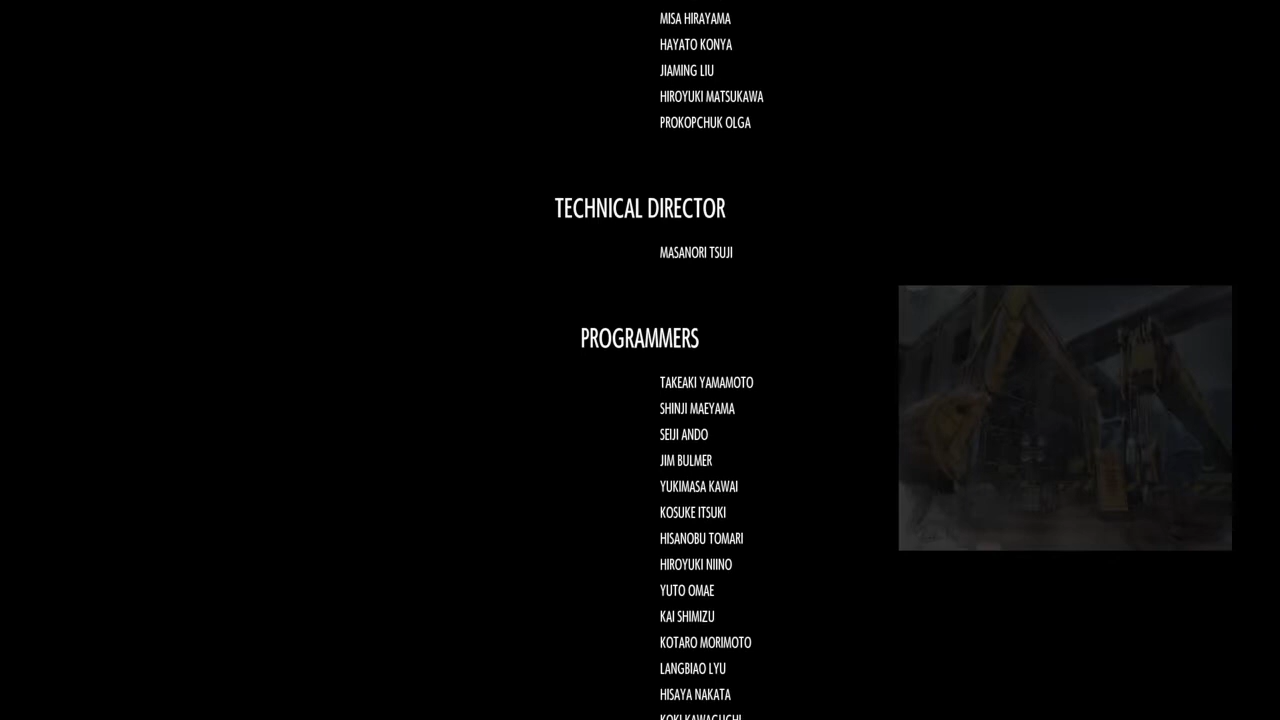 MISA HIRAYAMA
HAYATO KONYA
JIAMING LIU
HIROYUKI MATSUKAWA
PROKOPCHUK OLGA
TECHNICAL DIRECTOR
MASANORI TSUJI
PROGRAMMERS
TAKEAKI YAMAMOTO
SHINJI MAEYAMA
SEIJI ANDO
JIM BULMER
YUKIMASA KAWAI
KOSUKE ITSUKI
HISANOBU TOMARI
HIROYUKI NIINO
YUTO OMAE
KAI SHIMIZU
KOTARO MORIMOTO
LANGBIAO LYU
HISAYA NAKATA
KOKI KAWAGUCHI